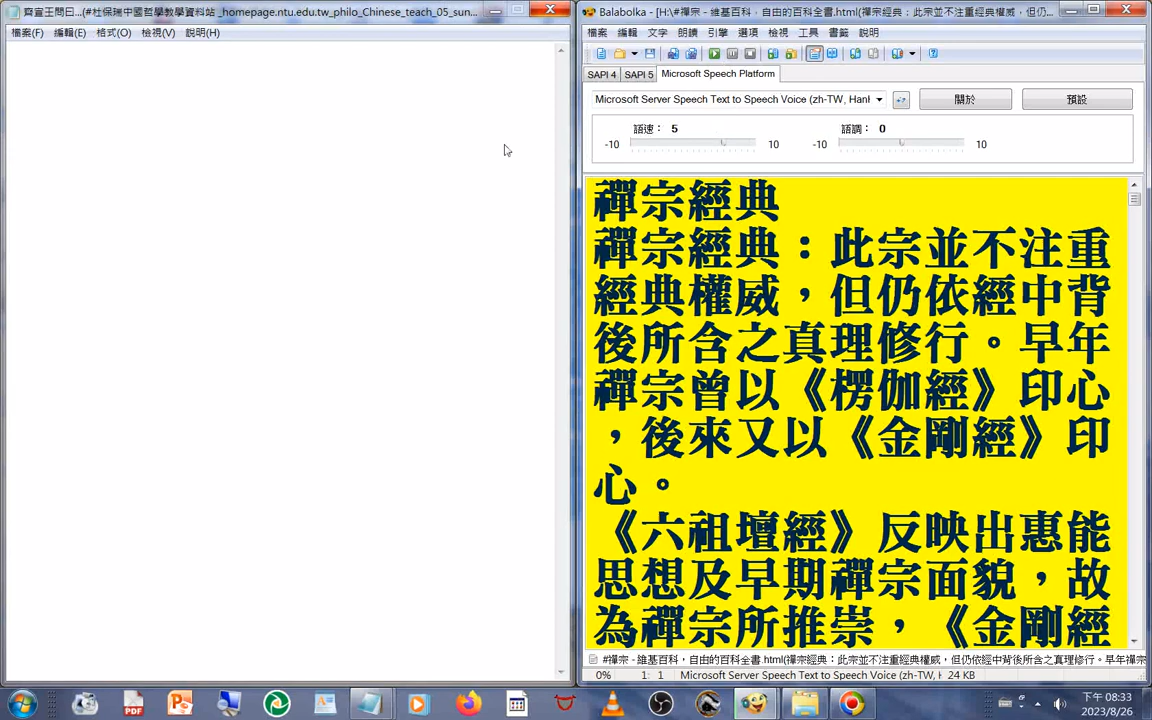 齊宣王問曰...(#杜保瑞中國哲學教學資料站 _homepage.ntu.edu.tw_philo_Chinese_teach_05_sun...
檔案(F) 編輯(E) 格式(O) 檢視(V) 說明(H)
Balabolka - [H:\#禪宗 - 維基百科，自由的百科全書.html(禪宗經典：此宗並不注重經典權威，但仍...
檔案 編輯 文字 朗讀 引擎 選項 檢視 工具 書籤 說明
SAPI 4 SAPI 5 Microsoft Speech Platform
Microsoft Server Speech Text to Speech Voice (zh-TW, Han
關於 預設
語速： 5 語調： 0
-10 10 -10 10
禪宗經典
禪宗經典：此宗並不注重
經典權威，但仍依經中背
後所含之真理修行。早年
禪宗曾以《楞伽經》印心
，後來又以《金剛經》印
心。
《六祖壇經》反映出惠能
思想及早期禪宗面貌，故
為禪宗所推崇，《金剛經
#禪宗 - 維基百科，自由的百科全書.html(禪宗經典：此宗並不注重經典權威，但仍依經中背後所含之真理修行。早年禪宗
0% 1: 1 Microsoft Server Speech Text to Speech Voice (zh-TW, H 24 KB
PDF
下午 08:33
2023/8/26